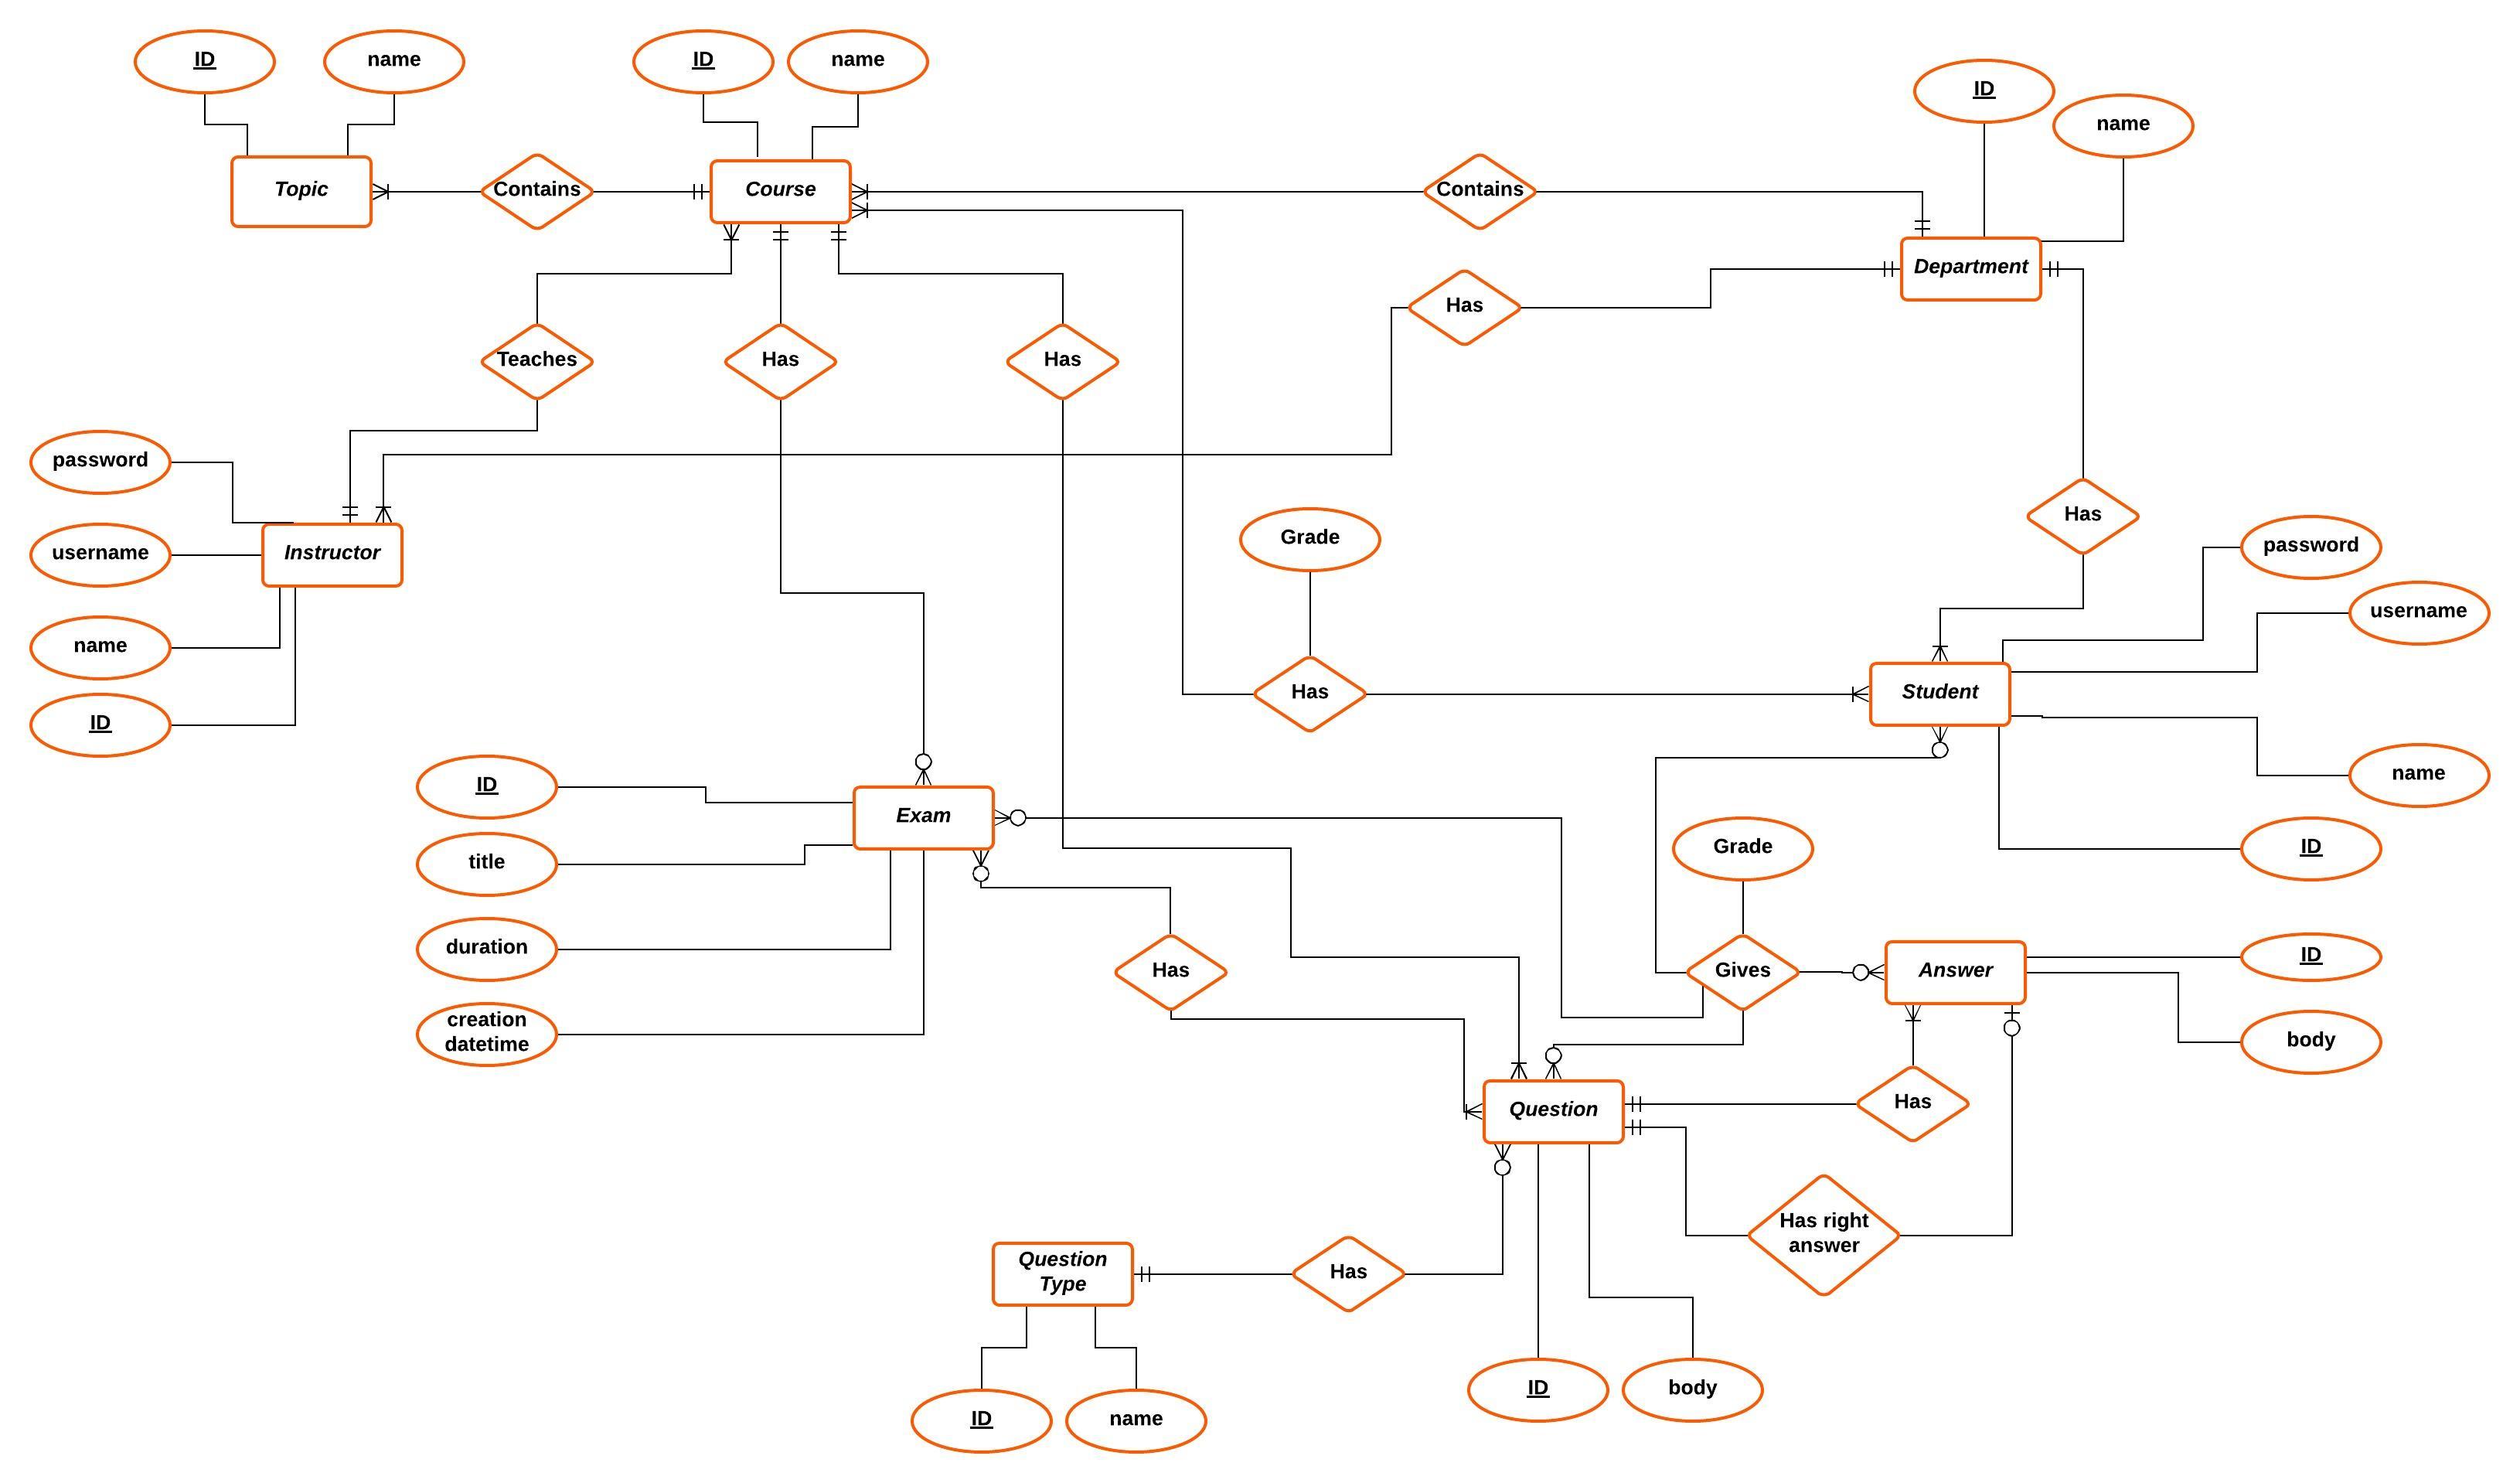 ID
name
ID
name
ID
name
Topic
Contains
Course
Contains
Department
Has
Teaches
Has
Has
password
username
Instructor
name
ID
Grade
Has
password
username
Has
Student
name
ID
ID
title
Exam
duration
creation
datetime
Grade
Has
Gives
Answer
ID
body
Question
Has
Has right
answer
Question
Type
Has
ID
body
ID
name